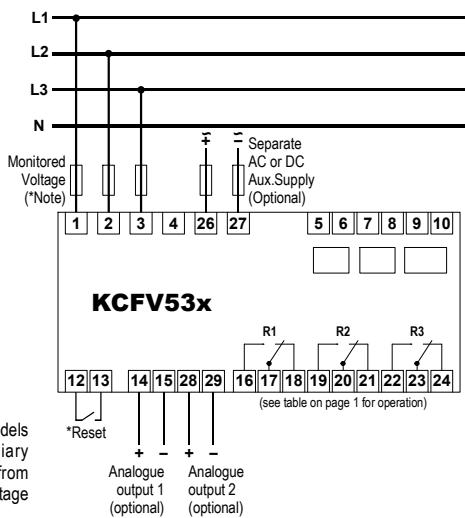 L1
L2
L3
N
Monitored
Voltage
(*Note)
+
–
Separate
AC or DC
Aux.Supply
(Optional)
1 2 3 4 26 27 5 6 7 8 9 10
KCFV53x
R1 R2 R3
12 13 14 15 28 29 16 17 18 19 20 21 22 23 24
(see table on page 1 for operation)
*Reset
+ – + –
Analogue
output 1
(optional)
Analogue
output 2
(optional)
dels
iary
from
tage